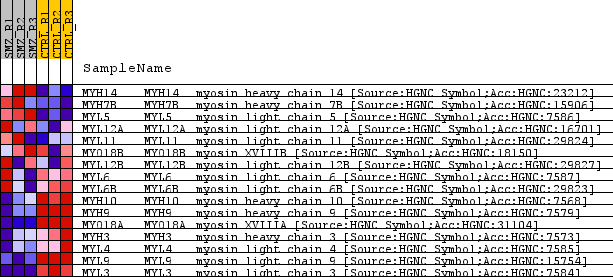 SMZ_R1
SMZ_R2
SMZ_R3
CTRL_R1
CTRL_R2
CTRL_R3
SampleName
MYH14 MYH14 myosin heavy chain 14 [Source:HGNC Symbol;Acc:HGNC:23212]
MYH7B MYH7B myosin heavy chain 7B [Source:HGNC Symbol;Acc:HGNC:15906]
MYL5 MYL5 myosin light chain 5 [Source:HGNC Symbol;Acc:HGNC:7586]
MYL12A MYL12A myosin light chain 12A [Source:HGNC Symbol;Acc:HGNC:16701]
MYL11 MYL11 myosin light chain 11 [Source:HGNC Symbol;Acc:HGNC:29824]
MYO18B MYO18B myosin XVIIIB [Source:HGNC Symbol;Acc:HGNC:18150]
MYL12B MYL12B myosin light chain 12B [Source:HGNC Symbol;Acc:HGNC:29827]
MYL6 MYL6 myosin light chain 6 [Source:HGNC Symbol;Acc:HGNC:7587]
MYL6B MYL6B myosin light chain 6B [Source:HGNC Symbol;Acc:HGNC:29823]
MYH10 MYH10 myosin heavy chain 10 [Source:HGNC Symbol;Acc:HGNC:7568]
MYH9 MYH9 myosin heavy chain 9 [Source:HGNC Symbol;Acc:HGNC:7579]
MYO18A MYO18A myosin XVIIIA [Source:HGNC Symbol;Acc:HGNC:31104]
MYH3 MYH3 myosin heavy chain 3 [Source:HGNC Symbol;Acc:HGNC:7573]
MYL4 MYL4 myosin light chain 4 [Source:HGNC Symbol;Acc:HGNC:7585]
MYL9 MYL9 myosin light chain 9 [Source:HGNC Symbol;Acc:HGNC:15754]
MYL3 MYL3 myosin light chain 3 [Source:HGNC Symbol;Acc:HGNC:7584]